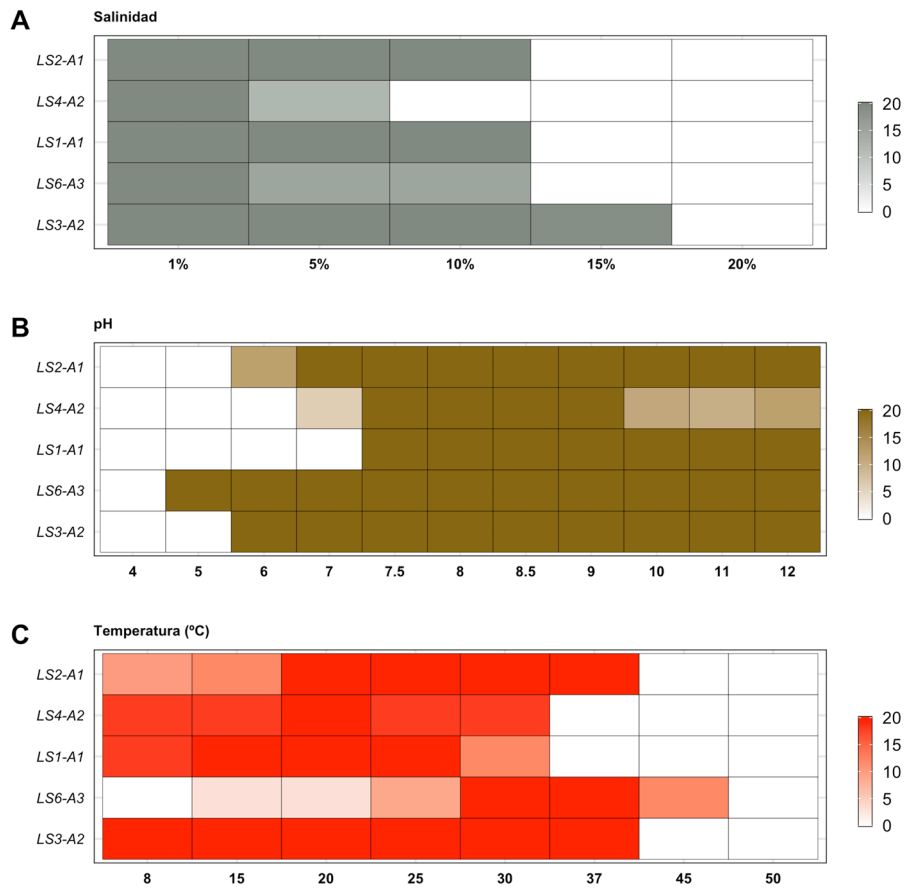 A
Salinidad
LS2-A1
LS4-A2
LS1-A1
LS6-A3
LS3-A2
1% 5% 10% 15% 20%
20
15
10
5
0
B
pH
LS2-A1
LS4-A2
LS1-A1
LS6-A3
LS3-A2
4 5 6 7 7.5 8 8.5 9 10 11 12
20
15
10
5
0
C
Temperatura (ºC)
LS2-A1
LS4-A2
LS1-A1
LS6-A3
LS3-A2
8 15 20 25 30 37 45 50
20
15
10
5
0